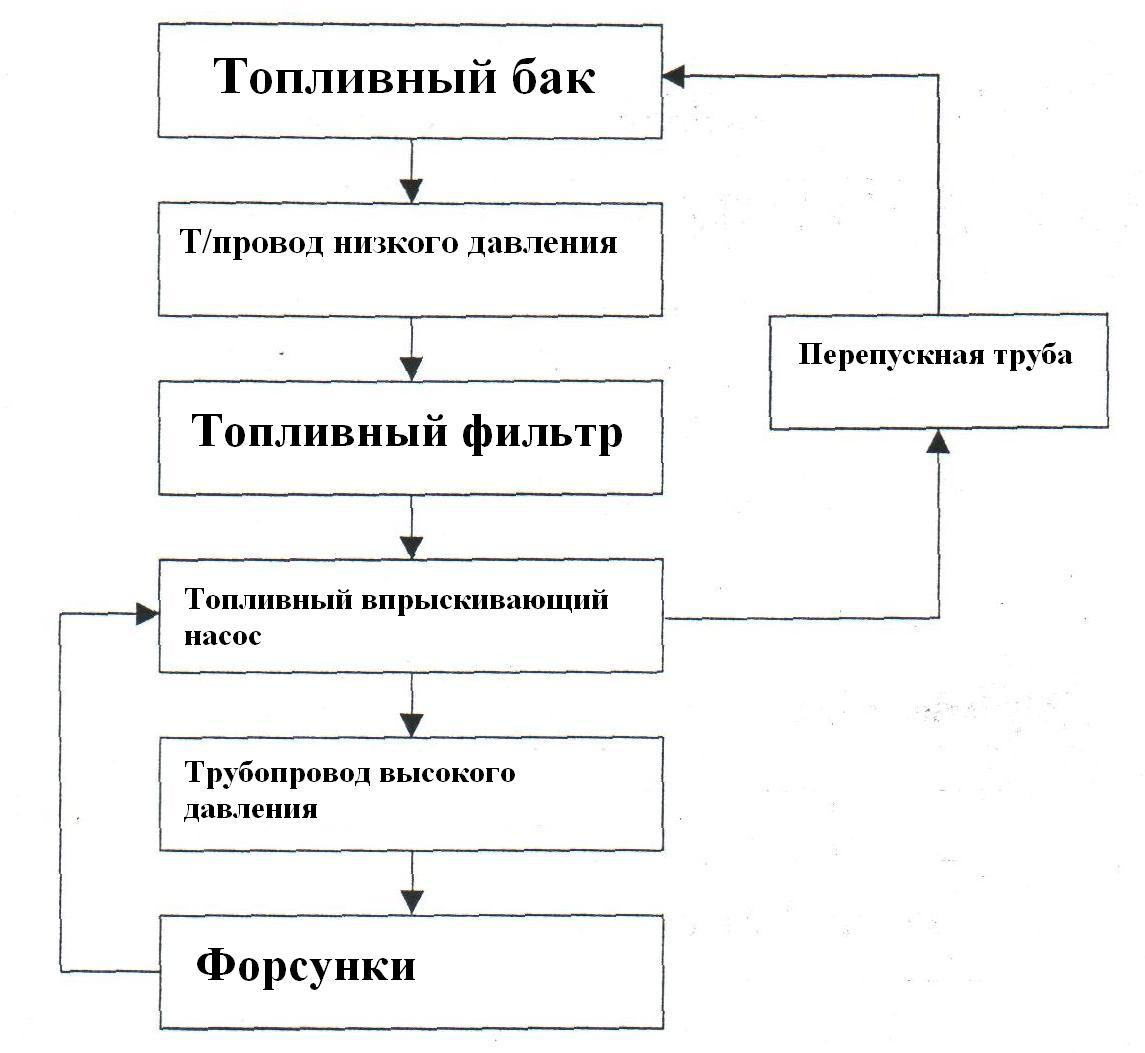 Топливный бак
Т/провод низкого давления
Перепускная труба
Топливный фильтр
Топливный впрыскивающий
насос
Трубопровод высокого
давления
Форсунки